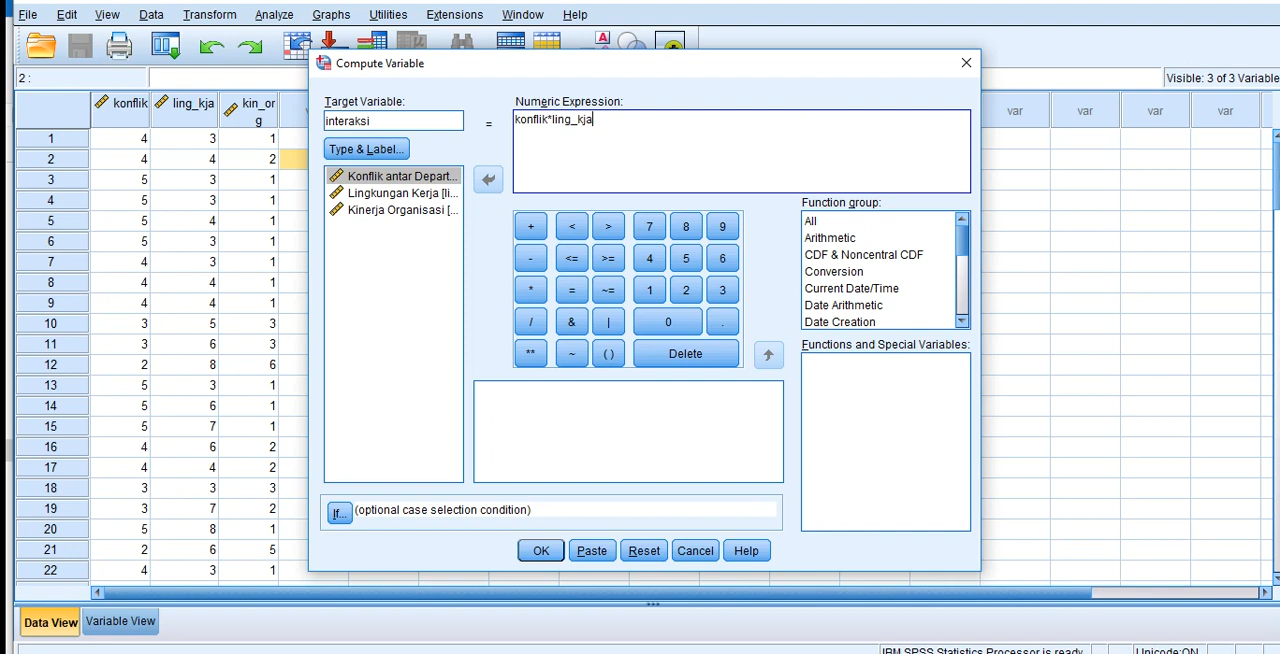 File Edit View Data Transform Analyze Graphs Utilities Extensions Window Help
2 :
Visible: 3 of 3 Variable
Compute Variable
Target Variable:
interaksi
=
Numeric Expression:
konflik*ling_kja
Type & Label...
Konflik antar Depart...
Lingkungan Kerja [li...
Kinerja Organisasi [...
+ < > 7 8 9
- <= >= 4 5 6
* = ~= 1 2 3
/ & | 0 .
** ~ ( ) Delete
Function group:
All
Arithmetic
CDF & Noncentral CDF
Conversion
Current Date/Time
Date Arithmetic
Date Creation
Functions and Special Variables:
If... (optional case selection condition)
OK Paste Reset Cancel Help
konflik ling_kja kin_org var var var var
1 4 3 1
2 4 4 2
3 5 3 1
4 5 3 1
5 5 4 1
6 5 3 1
7 4 3 1
8 4 4 1
9 4 4 1
10 3 5 3
11 3 6 3
12 2 8 6
13 5 3 1
14 5 6 1
15 5 7 1
16 4 6 2
17 4 4 2
18 3 3 3
19 3 7 2
20 5 8 1
21 2 6 5
22 4 3 1
Data View Variable View
IBM SPSS Statistics Processor is ready
Unicode:ON